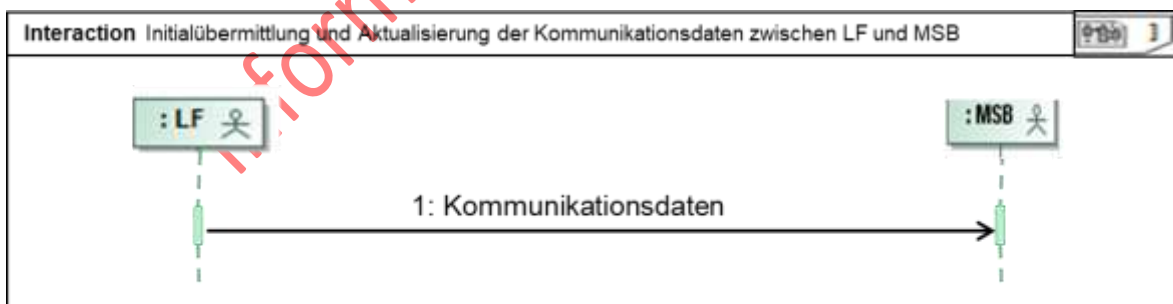 Interaction Initialübermittlung und Aktualisierung der Kommunikationsdaten zwischen LF und MSB
: LF
: MSB
1: Kommunikationsdaten